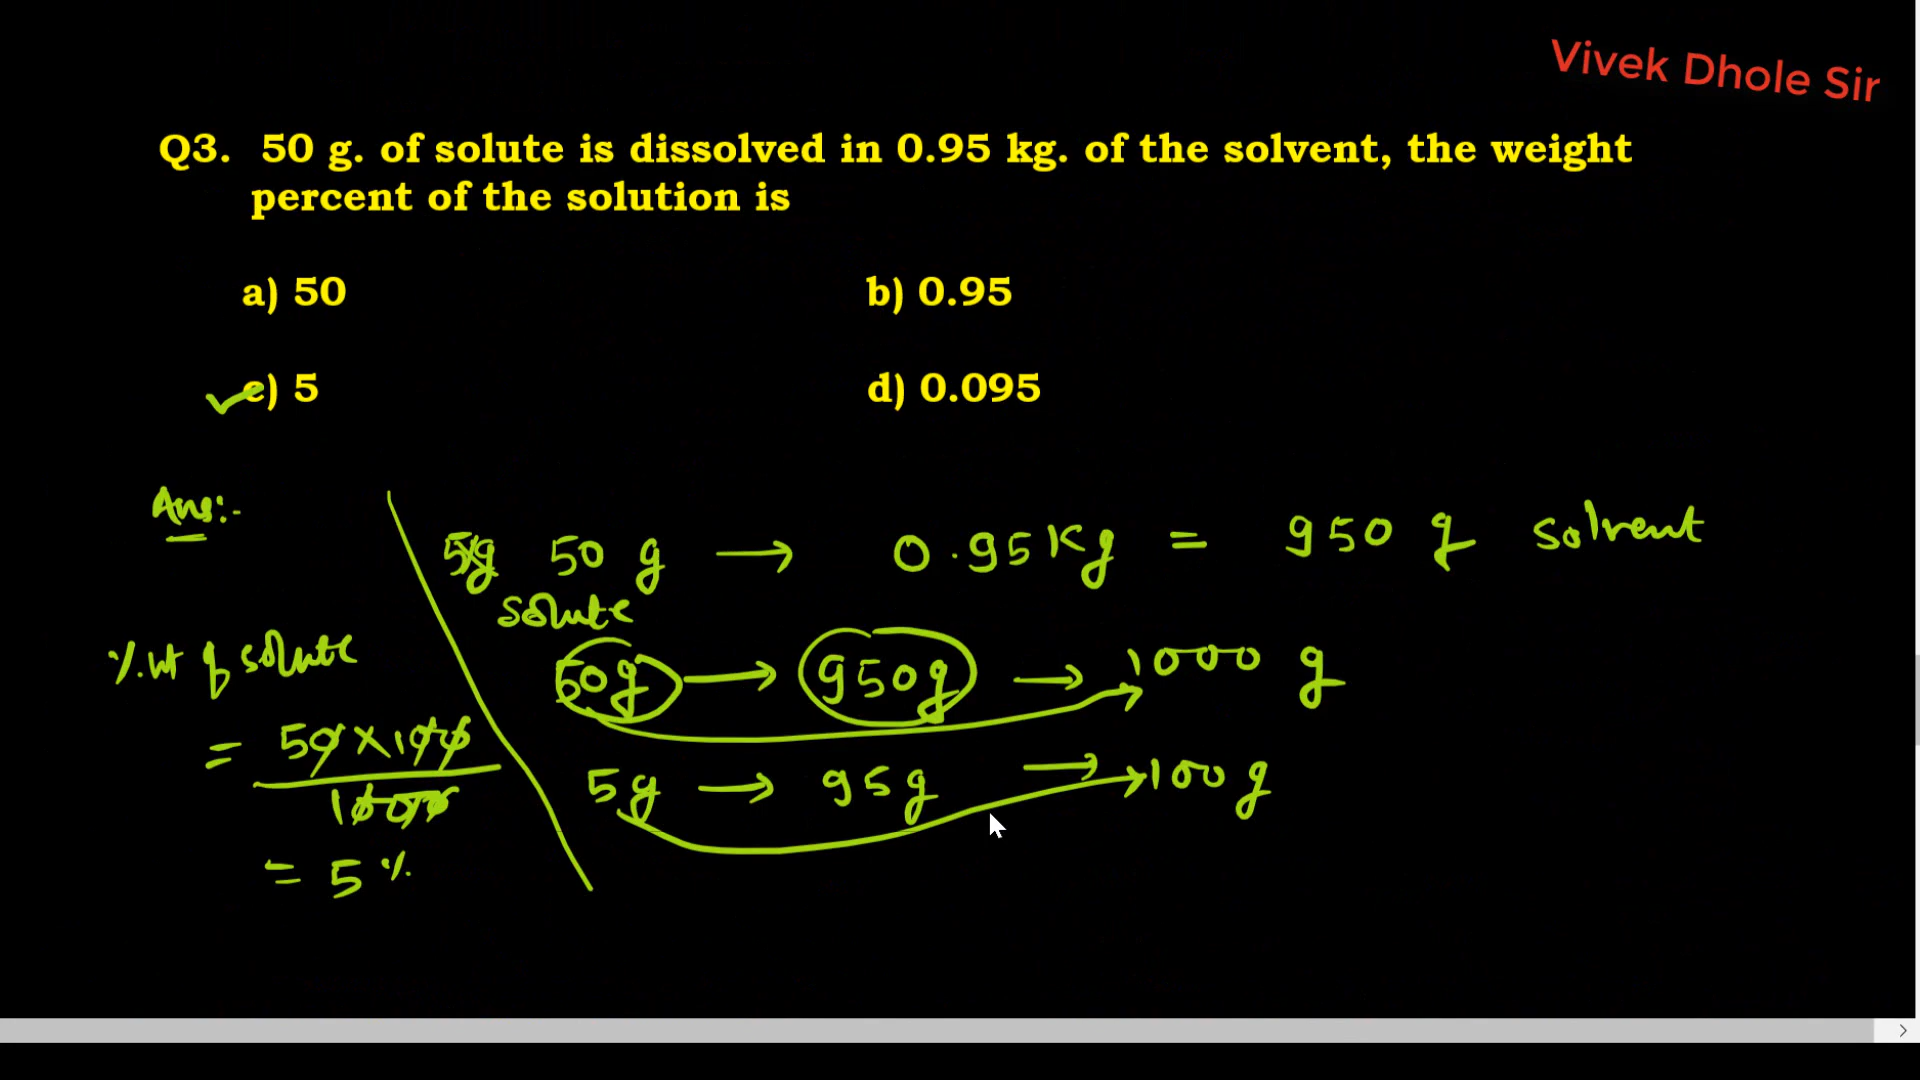 Vivek Dhole Sir
Q3. 50 g. of solute is dissolved in 0.95 kg. of the solvent, the weight
percent of the solution is
a) 50
b) 0.95
c) 5
d) 0.095
Ans:-
50 g → 0.95 Kg = 950 g solvent
solute
50g → 950g → 1000 g
5g → 95g → 100 g
%.wt of solute
= 50 × 100
1000
= 5 %